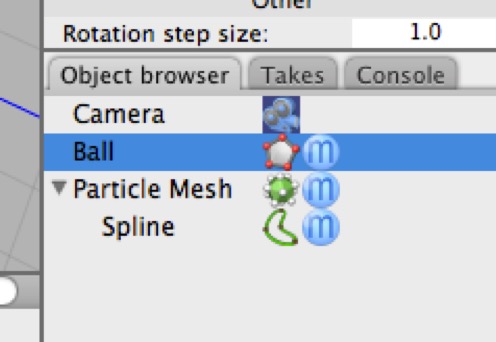 Other
Rotation step size: 1.0
Object browser Takes Console
Camera
Ball m
Particle Mesh m
Spline m